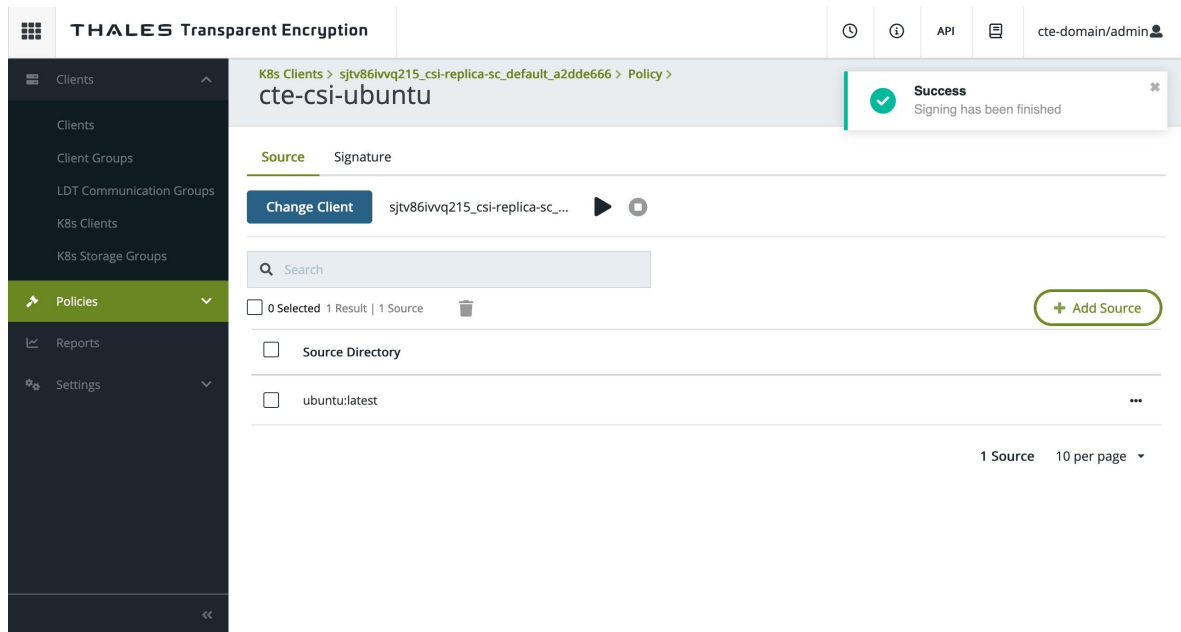 THALES Transparent Encryption
API
cte-domain/admin
Clients
Clients
Client Groups
LDT Communication Groups
K8s Clients
K8s Storage Groups
Policies
Reports
Settings
K8s Clients > sjtv86ivvq215_csi-replica-sc_default_a2dde666 > Policy >
cte-csi-ubuntu
Success
Signing has been finished
Source Signature
Change Client sjtv86ivvq215_csi-replica-sc_...
Search
0 Selected 1 Result | 1 Source
+ Add Source
Source Directory
ubuntu:latest
1 Source 10 per page